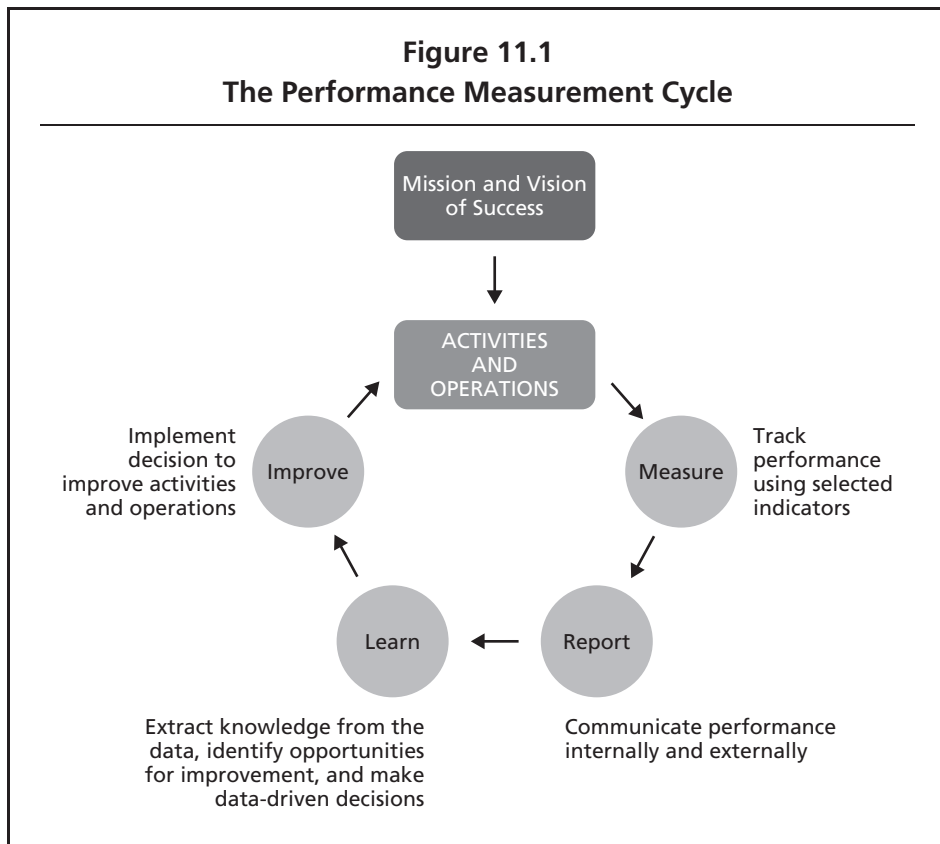 Figure 11.1
The Performance Measurement Cycle
Mission and Vision
of Success
ACTIVITIES
AND
OPERATIONS
Measure
Track
performance
using selected
indicators
Report
Communicate performance
internally and externally
Learn
Extract knowledge from the
data, identify opportunities
for improvement, and make
data-driven decisions
Improve
Implement
decision to
improve activities
and operations